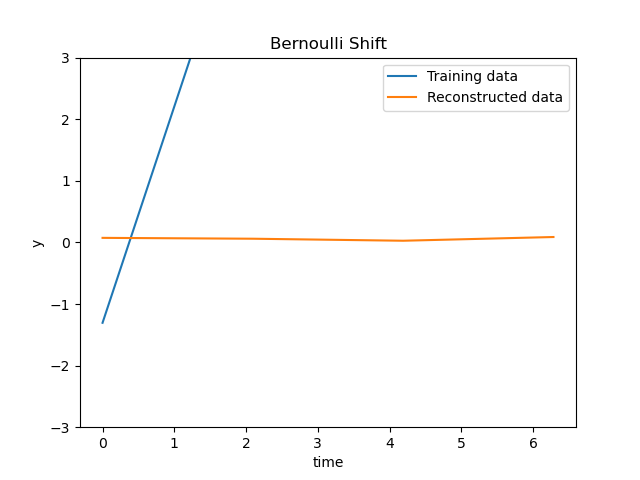 Bernoulli Shift
Training data
Reconstructed data
3
2
1
0
−1
−2
−3
y
0 1 2 3 4 5 6
time